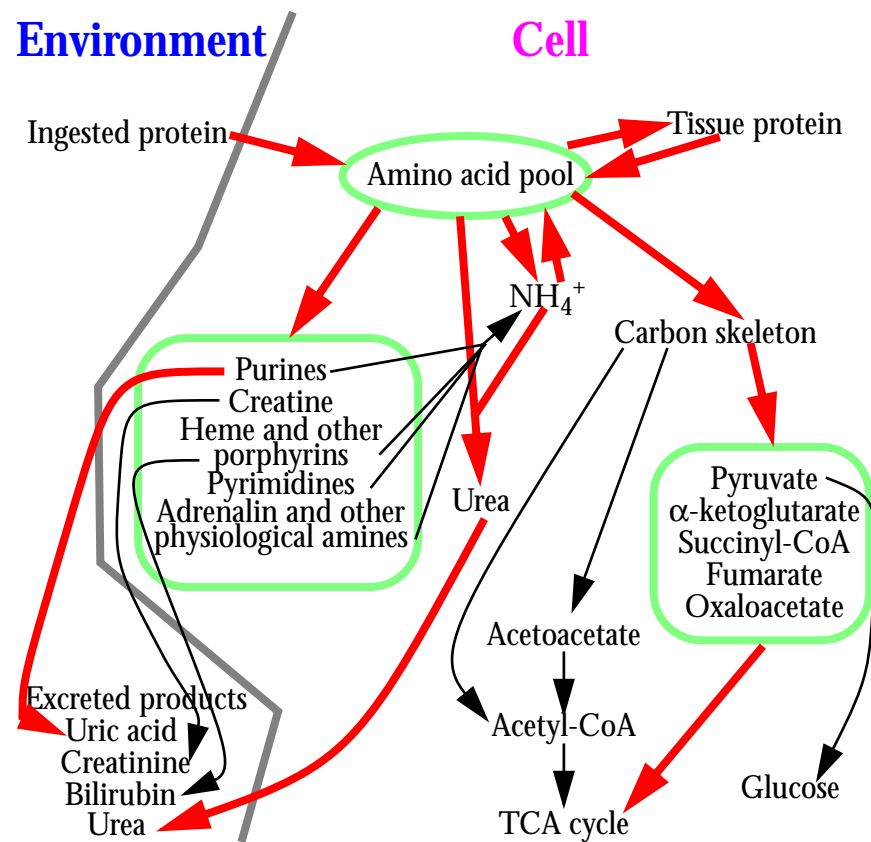 Environment
Cell
Ingested protein
Tissue protein
Amino acid pool
NH₄⁺
Carbon skeleton
Purines
Creatine
Heme and other
porphyrins
Pyrimidines
Adrenalin and other
physiological amines
Urea
Pyruvate
α-ketoglutarate
Succinyl-CoA
Fumarate
Oxaloacetate
Acetoacetate
Excreted products
Uric acid
Creatinine
Bilirubin
Urea
Acetyl-CoA
TCA cycle
Glucose